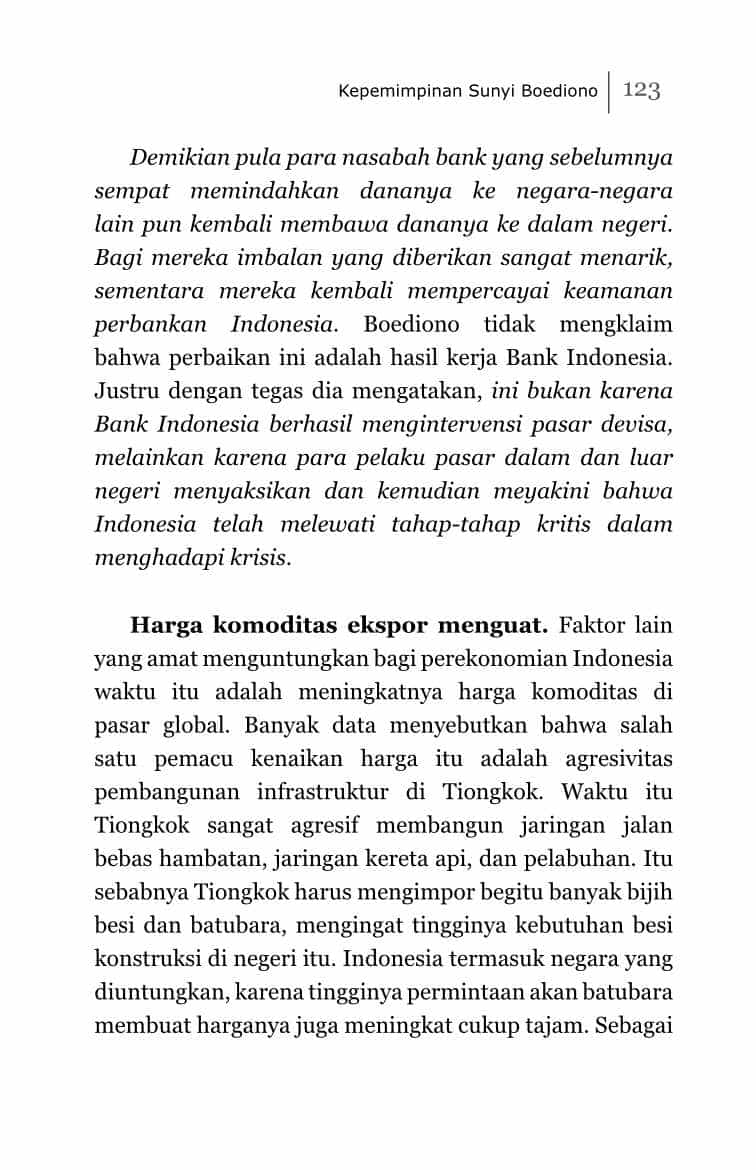 Kepemimpinan Sunyi Boediono 123
Demikian pula para nasabah bank yang sebelumnya
sempat memindahkan dananya ke negara-negara
lain pun kembali membawa dananya ke dalam negeri.
Bagi mereka imbalan yang diberikan sangat menarik,
sementara mereka kembali mempercayai keamanan
perbankan Indonesia. Boediono tidak mengklaim
bahwa perbaikan ini adalah hasil kerja Bank Indonesia.
Justru dengan tegas dia mengatakan, ini bukan karena
Bank Indonesia berhasil mengintervensi pasar devisa,
melainkan karena para pelaku pasar dalam dan luar
negeri menyaksikan dan kemudian meyakini bahwa
Indonesia telah melewati tahap-tahap kritis dalam
menghadapi krisis.
Harga komoditas ekspor menguat. Faktor lain
yang amat menguntungkan bagi perekonomian Indonesia
waktu itu adalah meningkatnya harga komoditas di
pasar global. Banyak data menyebutkan bahwa salah
satu pemacu kenaikan harga itu adalah agresivitas
pembangunan infrastruktur di Tiongkok. Waktu itu
Tiongkok sangat agresif membangun jaringan jalan
bebas hambatan, jaringan kereta api, dan pelabuhan. Itu
sebabnya Tiongkok harus mengimpor begitu banyak bijih
besi dan batubara, mengingat tingginya kebutuhan besi
konstruksi di negeri itu. Indonesia termasuk negara yang
diuntungkan, karena tingginya permintaan akan batubara
membuat harganya juga meningkat cukup tajam. Sebagai